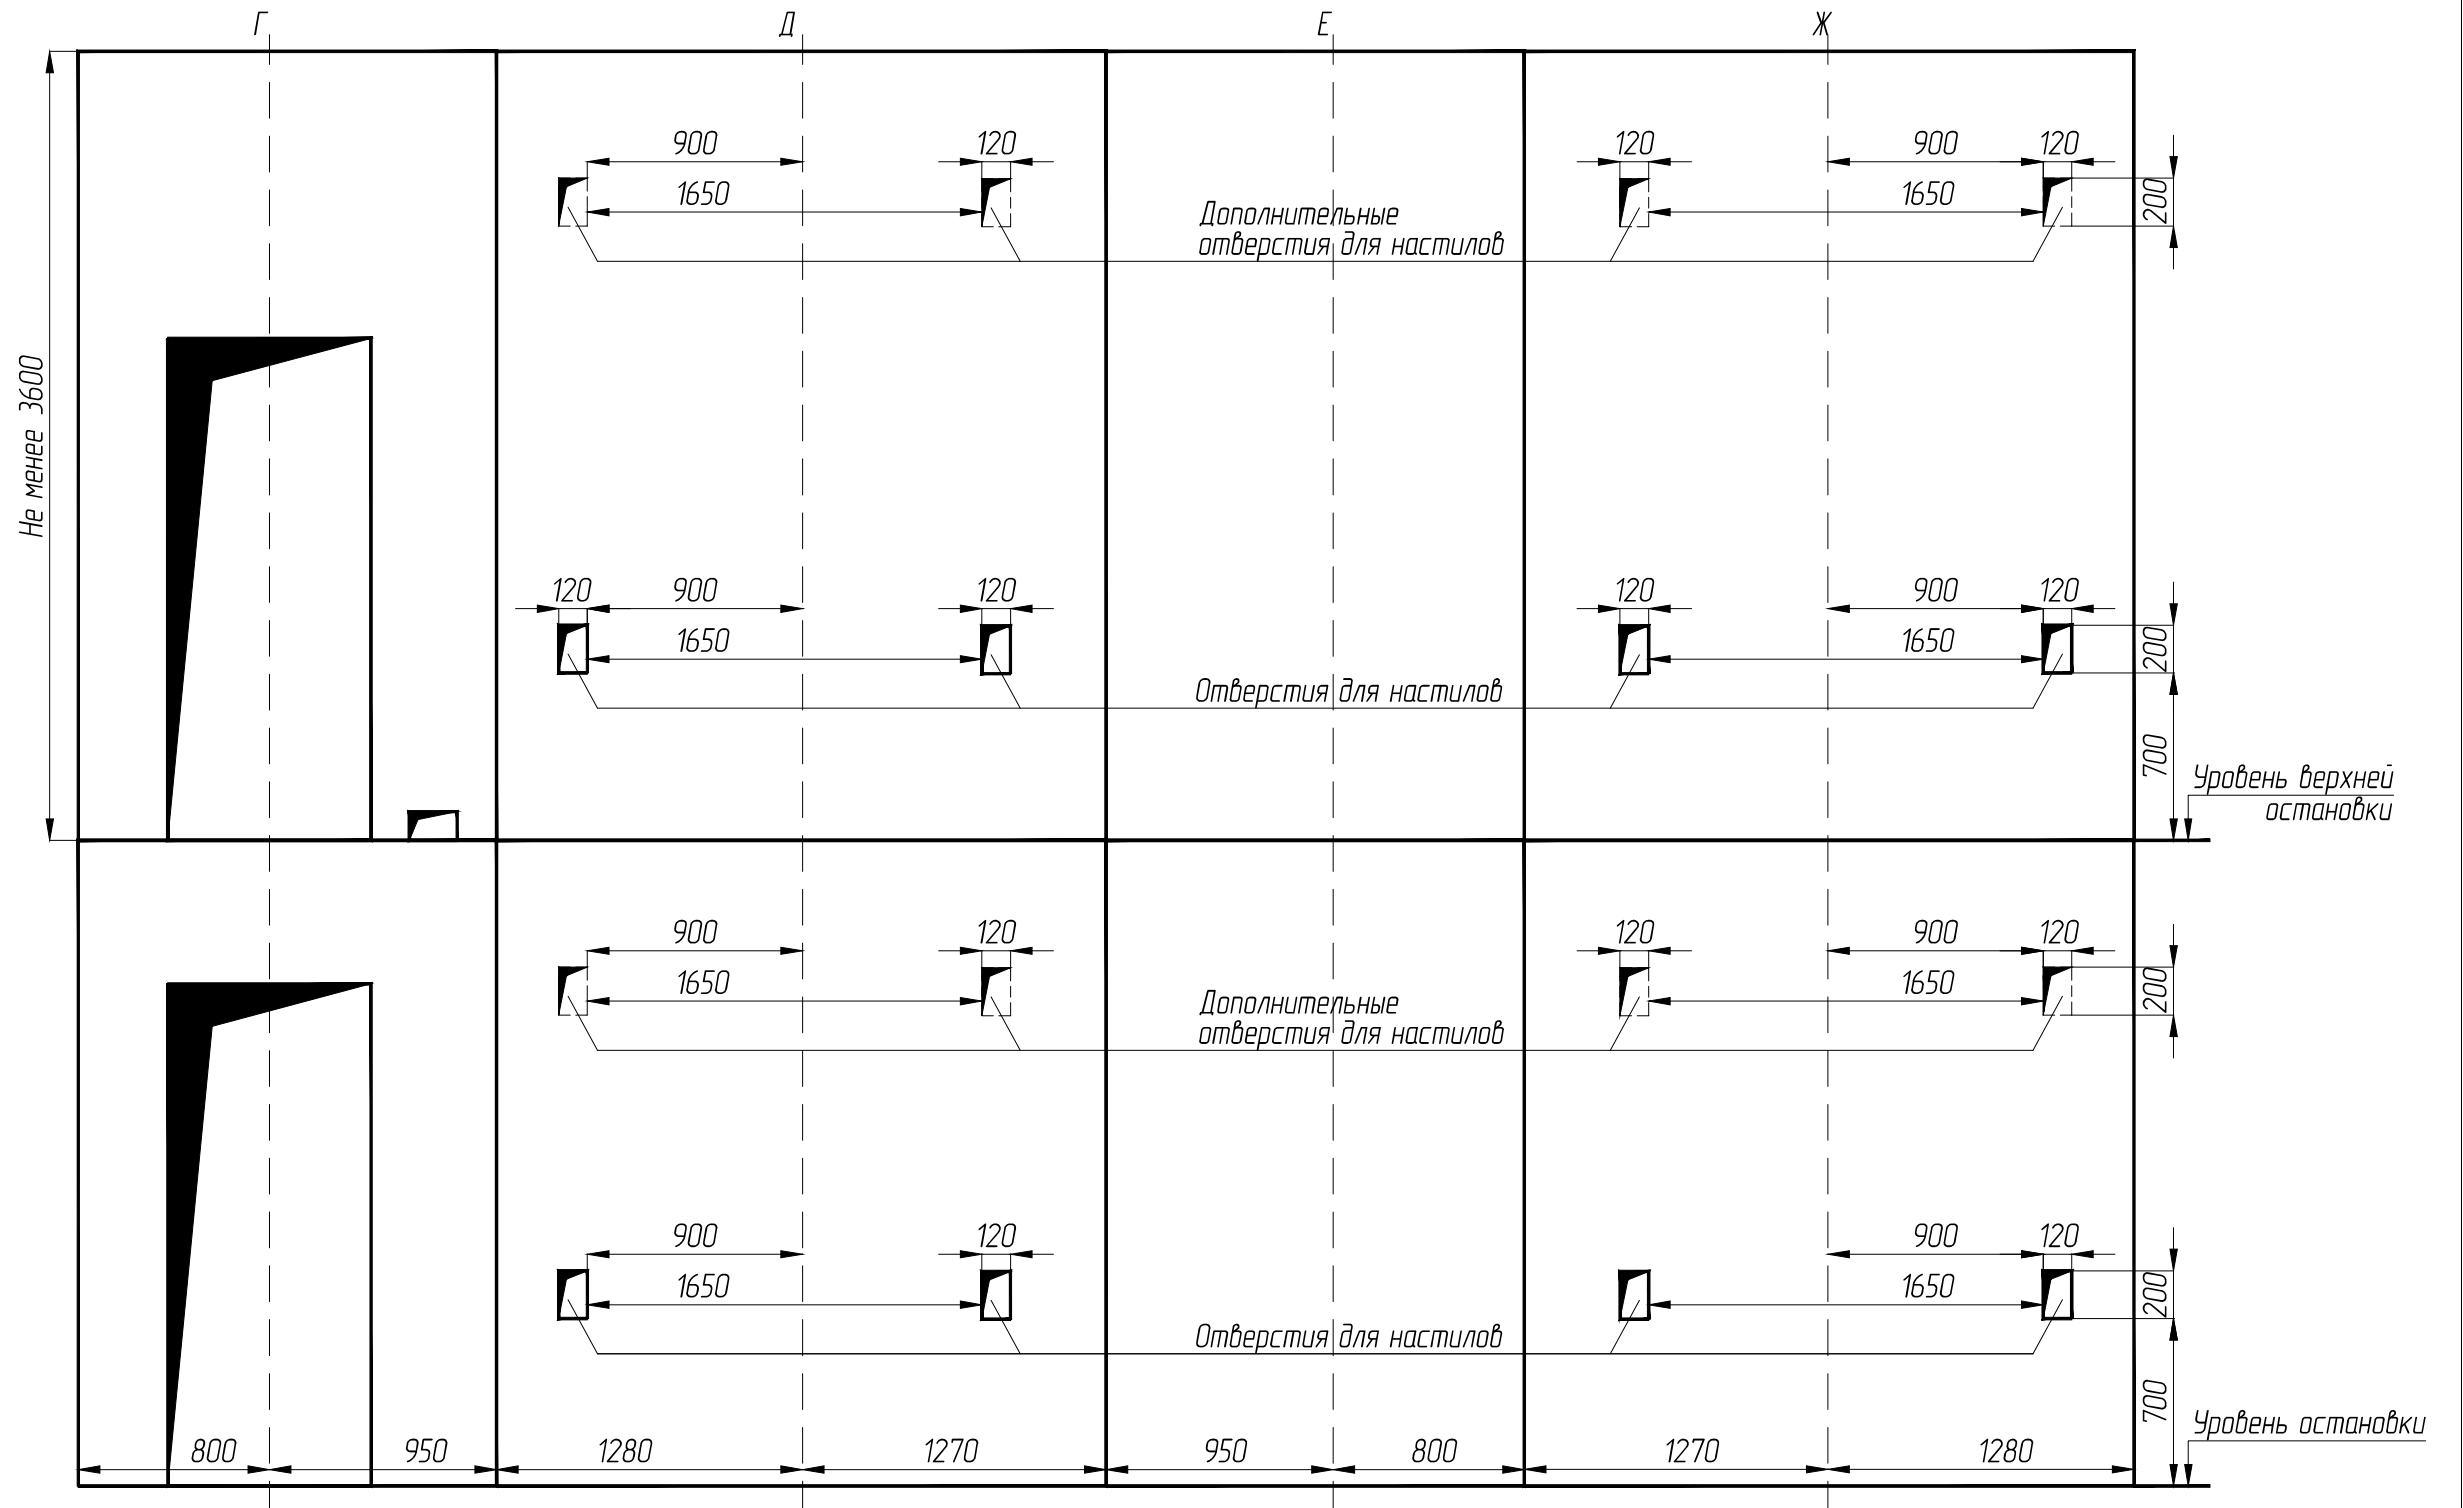 Г Д Е Ж
900 120 120 900 120
1650 1650 200
Дополнительные
отверстия для настилов
Не менее 3600
120 900 120 120 900 120
1650 1650 200
Отверстия для настилов
700
Уровень верхней
остановки
900 120 120 900 120
1650 1650 200
Дополнительные
отверстия для настилов
900 120 900 120
1650 1650 200
Отверстия для настилов
700
Уровень остановки
800 950 1280 1270 950 800 1270 1280